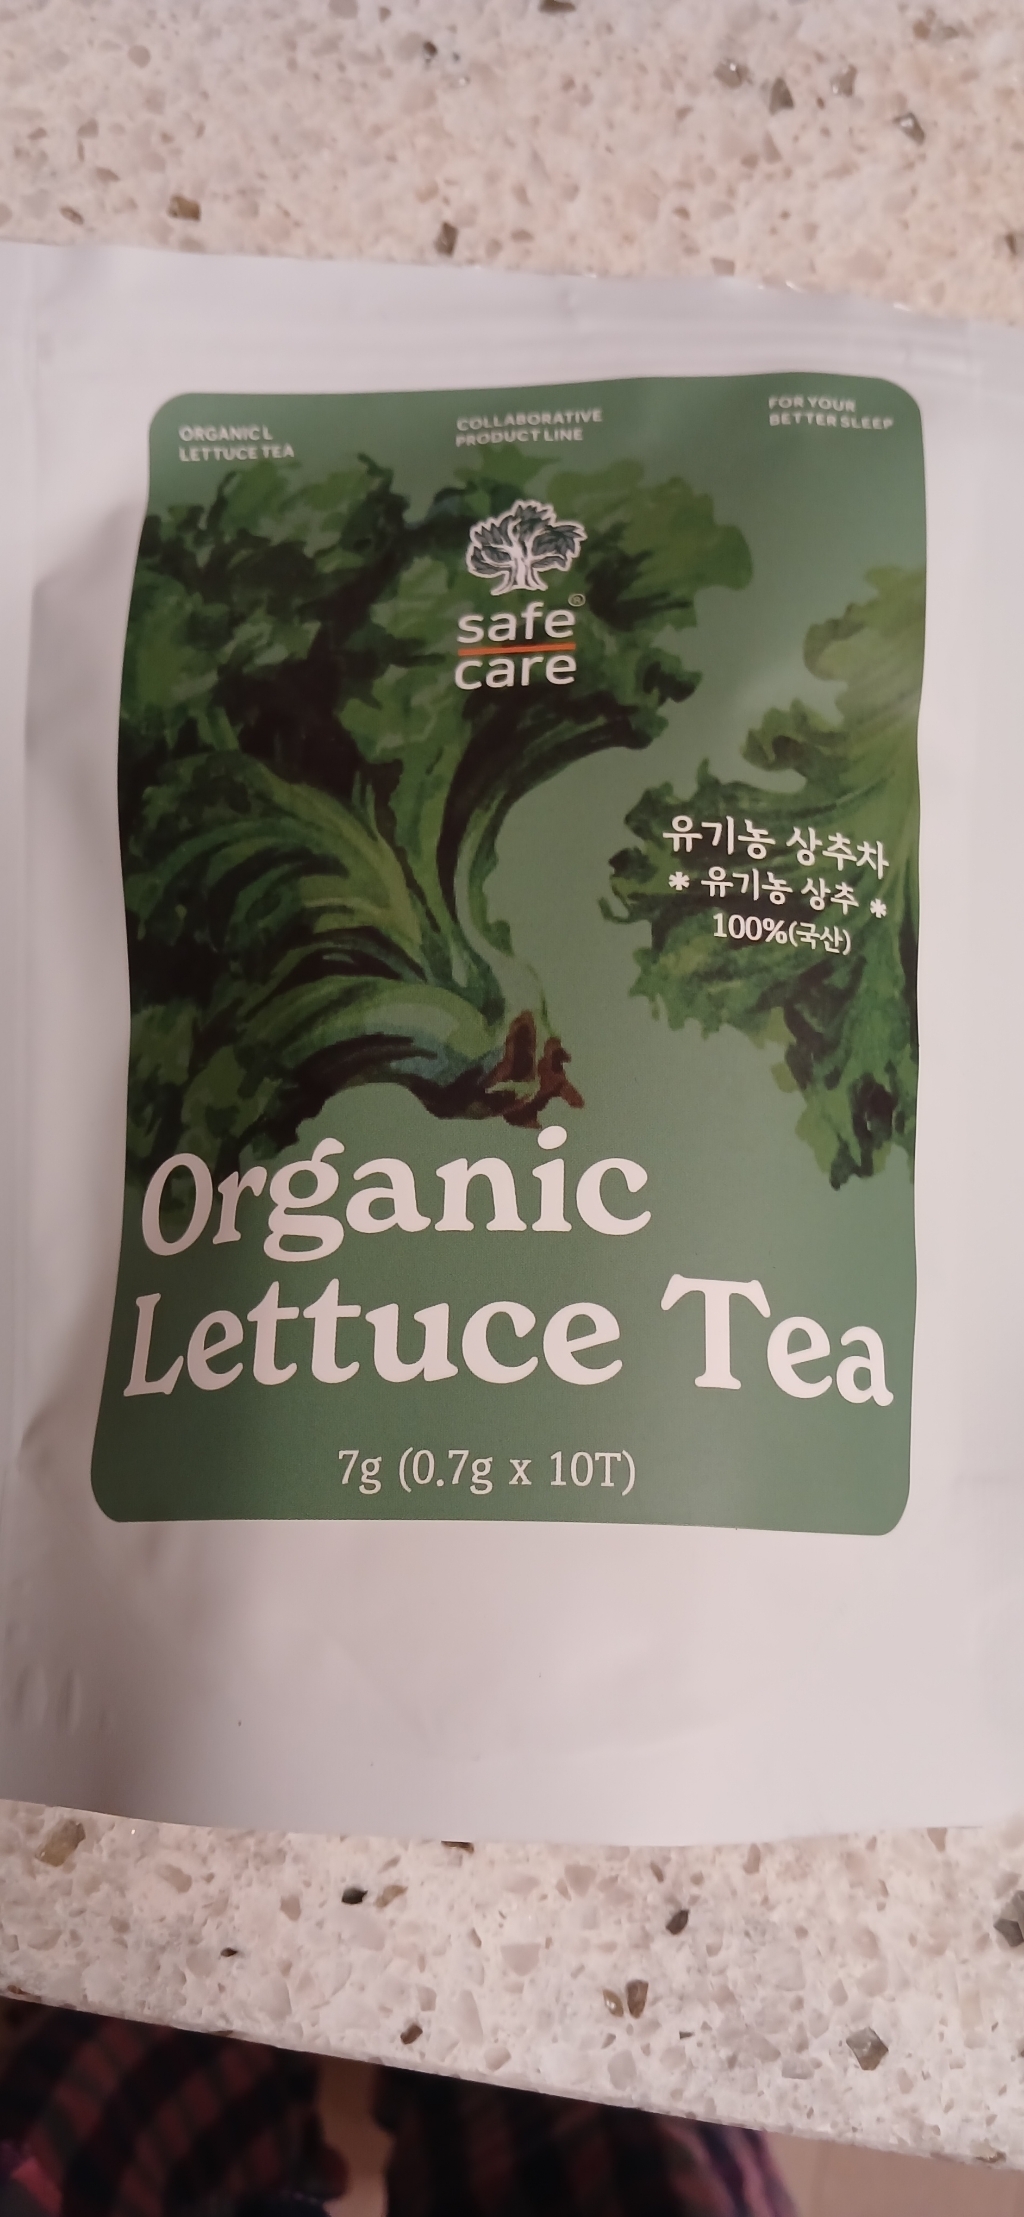 ORGANIC L
LETTUCE TEA
COLLABORATIVE
PRODUCT LINE
FOR YOUR
BETTER SLEEP
safe®
care
유기농 상추차
* 유기농 상추 *
100%(국산)
Organic
Lettuce Tea
7g (0.7g x 10T)